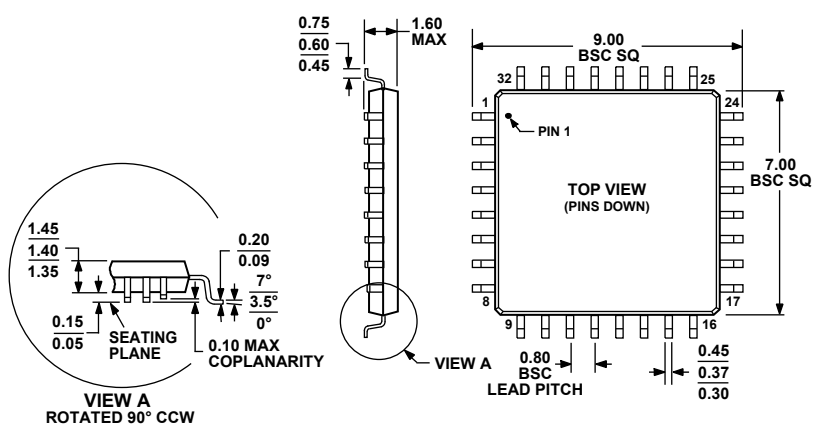 0.75
0.60
0.45
1.60
MAX
9.00
BSC SQ
32
25
1
24
PIN 1
TOP VIEW
(PINS DOWN)
7.00
BSC SQ
8
17
9
16
0.80
BSC
LEAD PITCH
0.45
0.37
0.30
VIEW A
1.45
1.40
1.35
0.20
0.09
7°
3.5°
0°
0.15
0.05
SEATING
PLANE
0.10 MAX
COPLANARITY
VIEW A
ROTATED 90° CCW